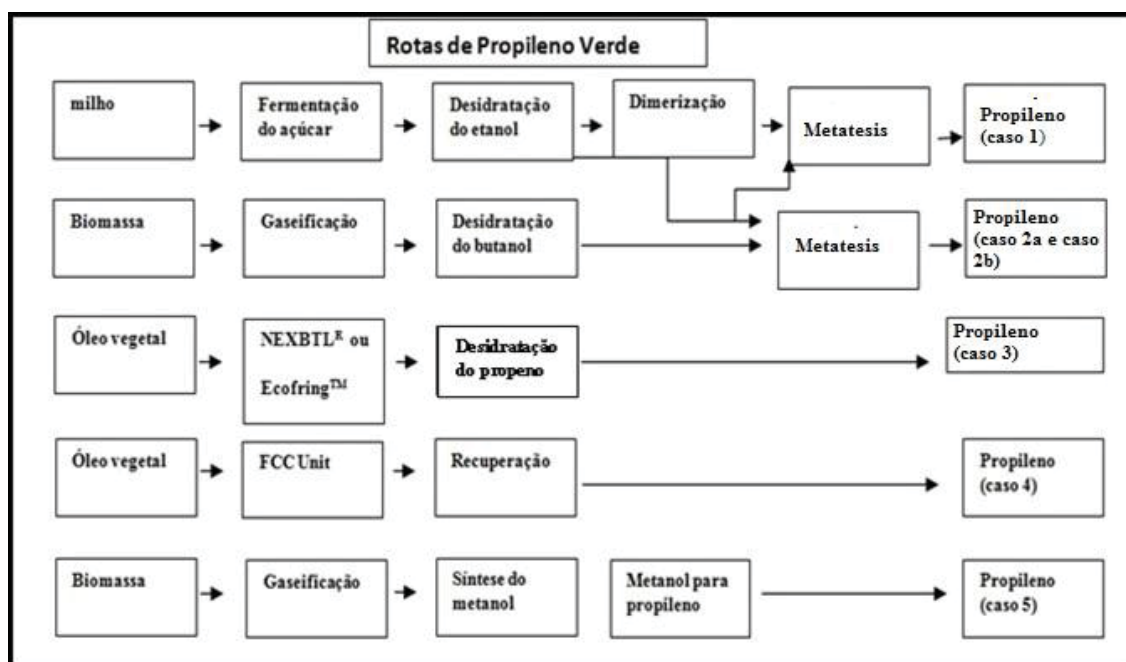 Rotas de Propileno Verde
milho
Fermentação
do açúcar
Desidratação
do etanol
Dimerização
Metatesis
Propileno
(caso 1)
Biomassa
Gaseificação
Desidratação
do butanol
Metatesis
Propileno
(caso 2a e caso
2b)
Óleo vegetal
NEXBTLᴿ ou
Ecofring™
Desidratação
do propeno
Propileno
(caso 3)
Óleo vegetal
FCC Unit
Recuperação
Propileno
(caso 4)
Biomassa
Gaseificação
Síntese do
metanol
Metanol para
propileno
Propileno
(caso 5)